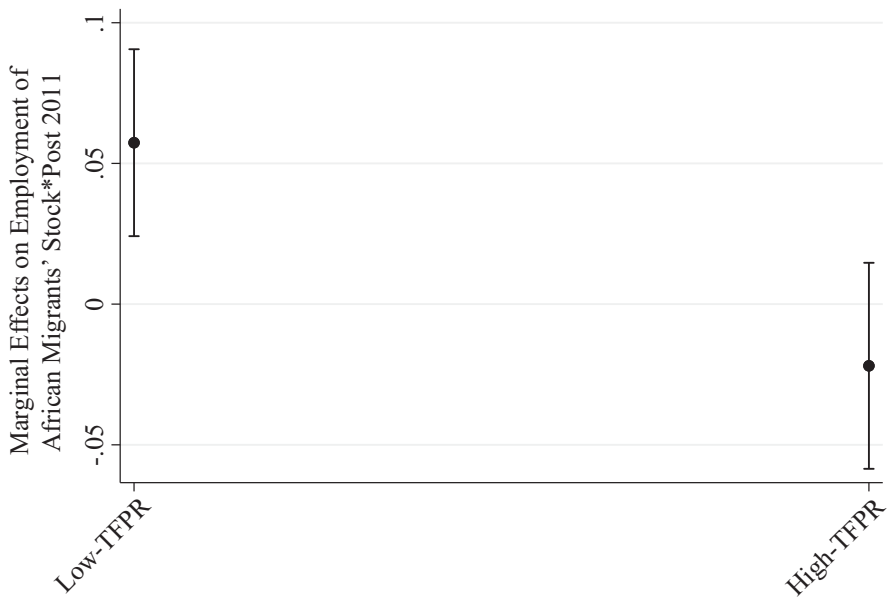 Marginal Effects on Employment of
African Migrants’ Stock*Post 2011
.1
.05
0
-.05
Low-TFPR
High-TFPR